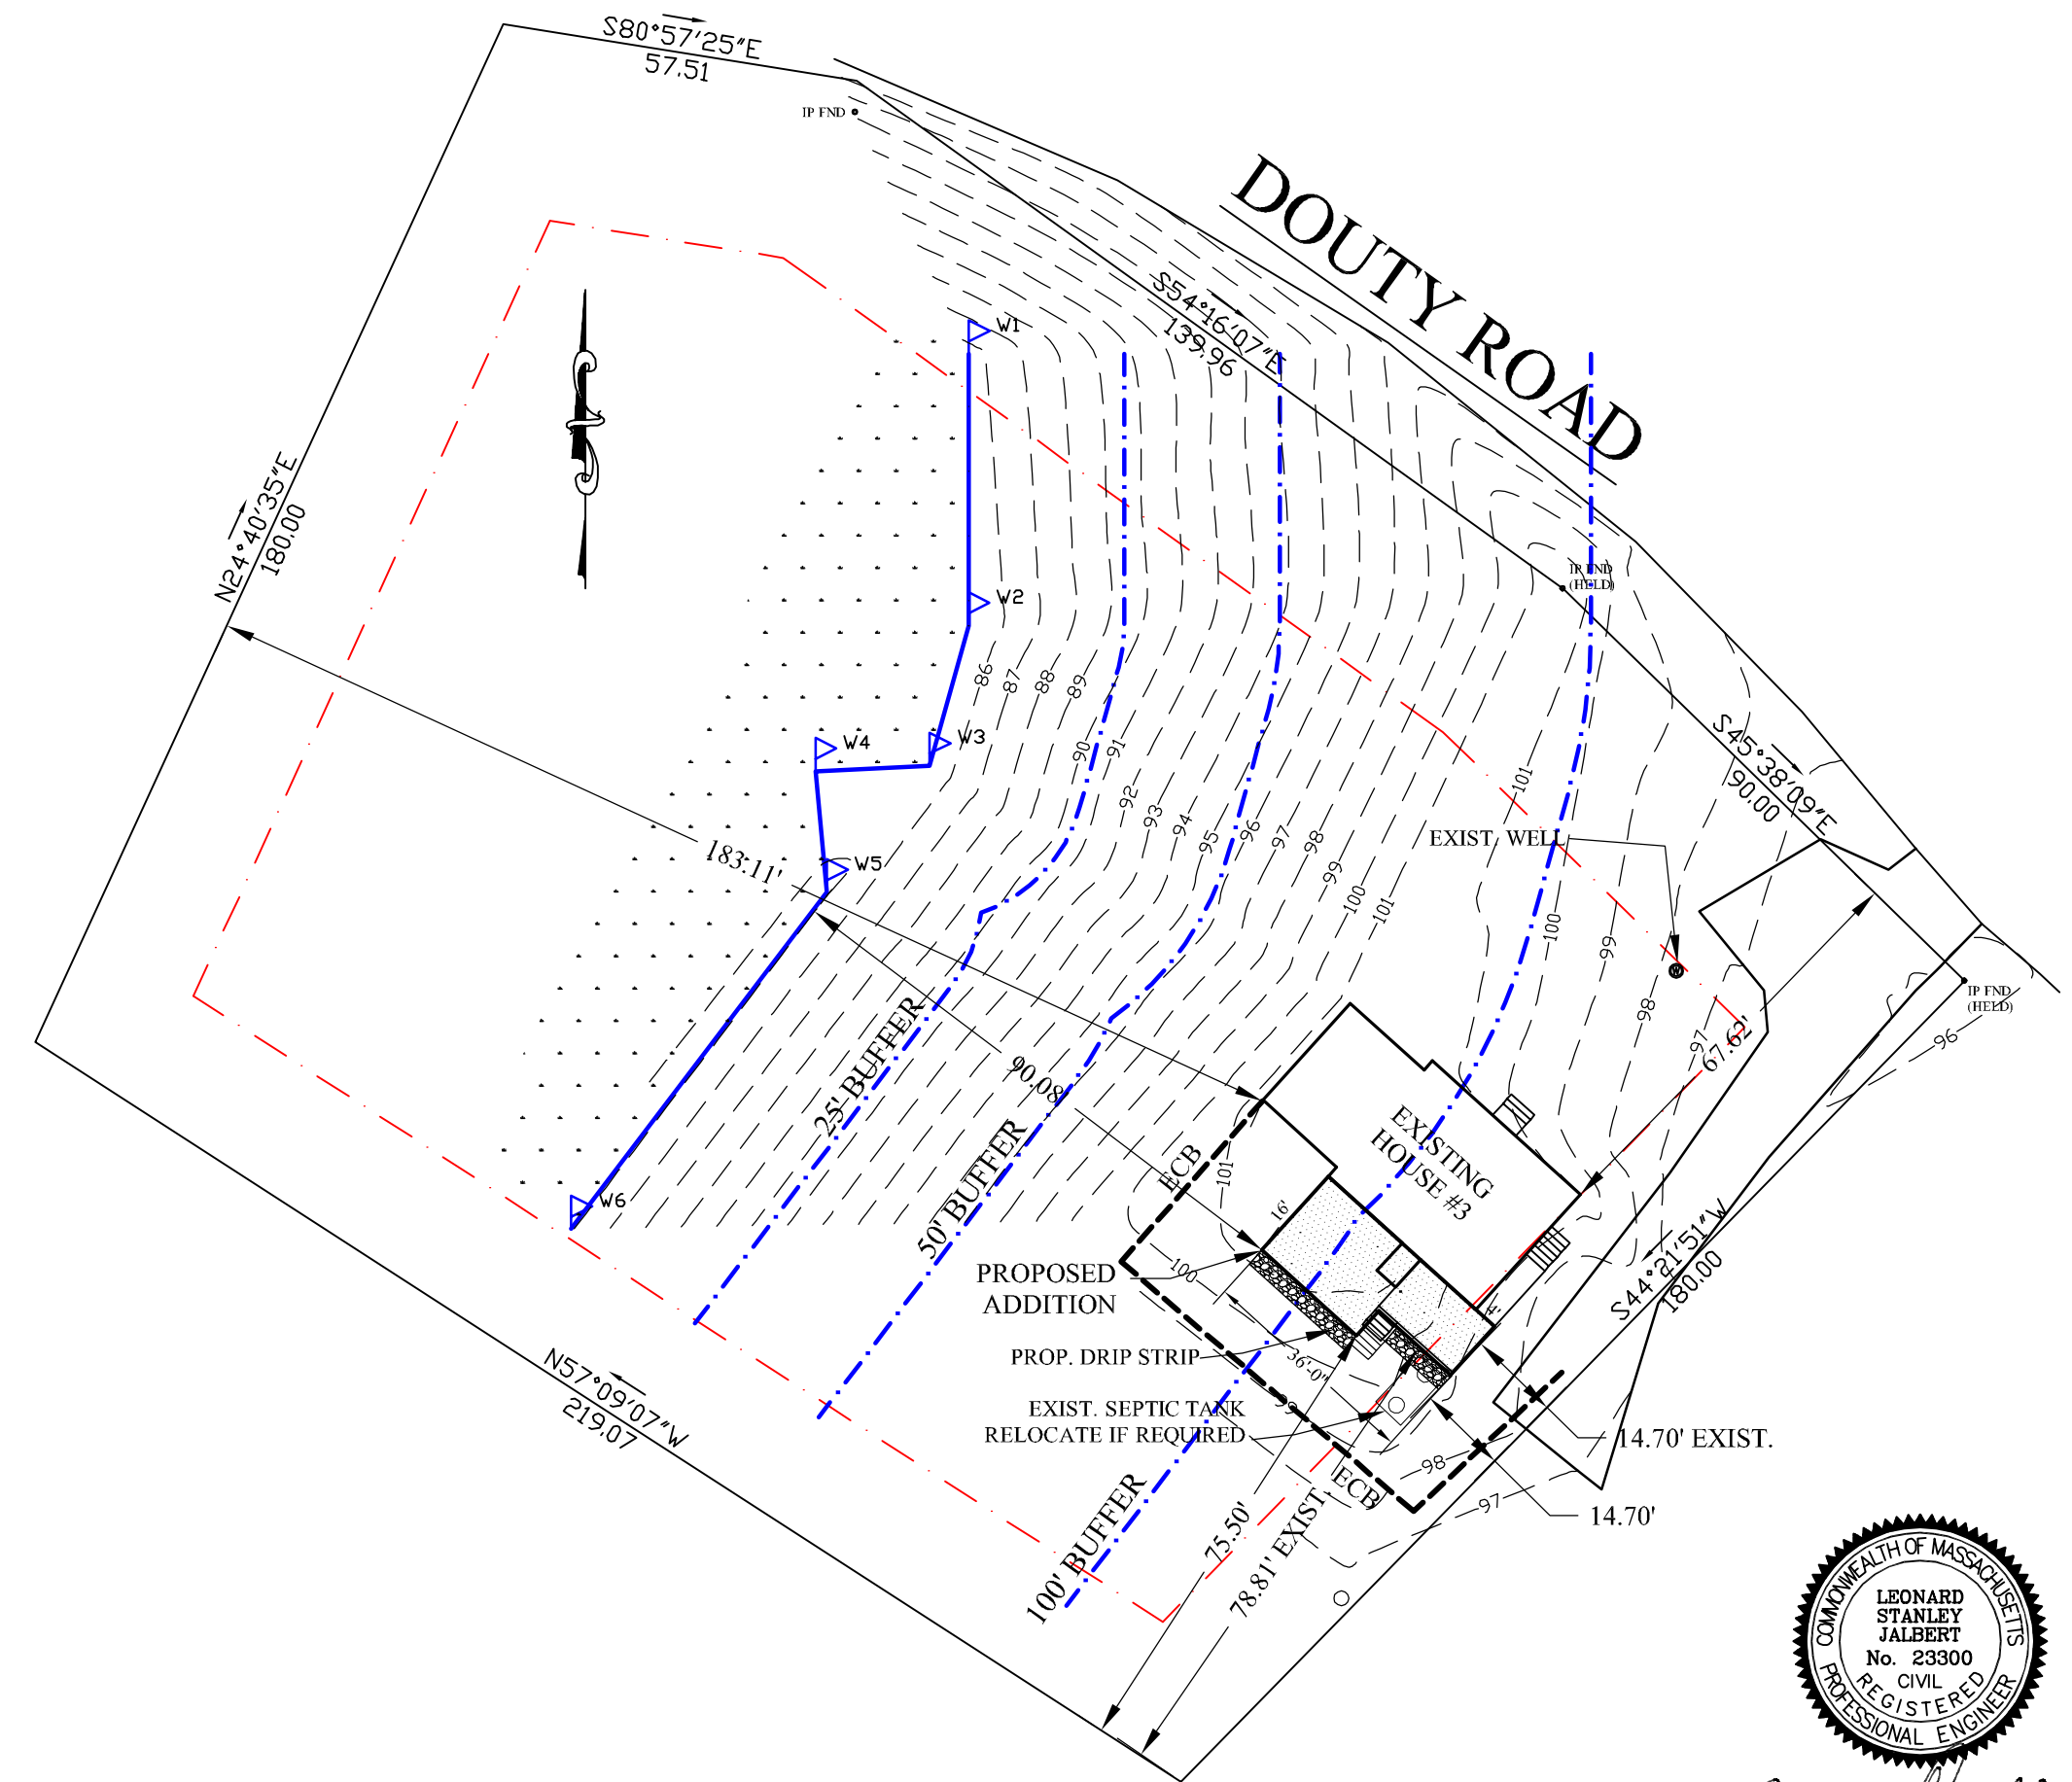 S80°57'25"E
57.51
IP FND
DOUTY ROAD
S54°16'07"E
139.96
W1
N24°40'35"E
180.00
IP FND
(HELD)
W2
86
87
88
89
90
91
92
93
94
95
96
97
98
99
100
101
W3
W4
W5
183.11'
101
100
99
98
97
S45°38'09"E
90.00
EXIST. WELL
W
IP FND
(HELD)
96
67.62'
25' BUFFER
90.08'
50' BUFFER
EXISTING
HOUSE #3
ECB
101
16'
W6
100
PROPOSED
ADDITION
S44°21'51"W
180.00
4'
PROP. DRIP STRIP
36'-0"
99
EXIST. SEPTIC TANK
RELOCATE IF REQUIRED
N57°09'07"W
219.07
14.70' EXIST.
98
ECB
97
14.70'
100' BUFFER
75.50'
78.81' EXIST.
COMMONWEALTH OF MASSACHUSETTS
LEONARD
STANLEY
JALBERT
No. 23300
CIVIL
REGISTERED
PROFESSIONAL ENGINEER